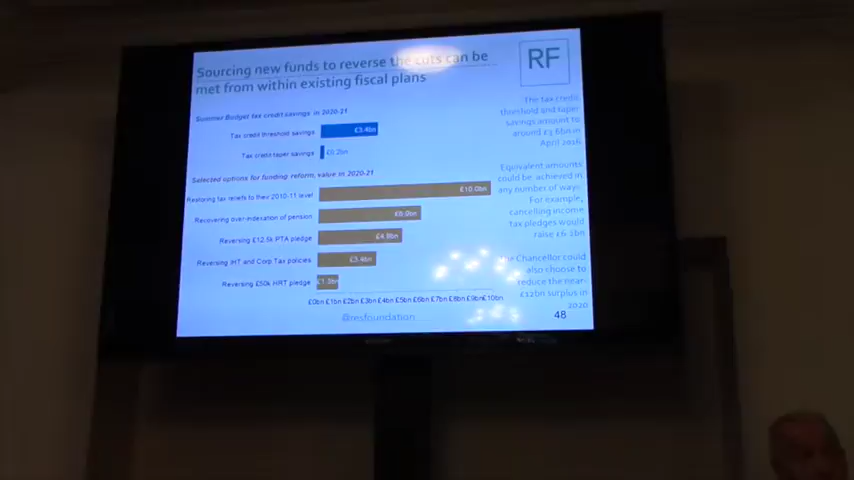 Sourcing new funds to reverse the cuts can be
met from within existing fiscal plans
RF
Summer Budget tax credit savings in 2020-21
Tax credit threshold savings
£3.4bn
Tax credit taper savings
£0.2bn
Selected options for funding reform, value in 2020-21
Restoring tax reliefs to their 2010-11 level
£10.0bn
Recovering over-indexation of pension
£6.0bn
Reversing £12.5k PTA pledge
£4.9bn
Reversing IHT and Corp Tax policies
£3.4bn
Reversing £50k HRT pledge
£1.3bn
£0bn £1bn £2bn £3bn £4bn £5bn £6bn £7bn £8bn £9bn £10bn
The tax credit
threshold and taper
savings amount to
around £3.6bn in
April 2016
Equivalent amounts
could be achieved in
any number of ways.
For example,
cancelling income
tax pledges would
raise £6.2bn
The Chancellor could
also choose to
reduce the near-
£12bn surplus in
2020
@resfoundation
48